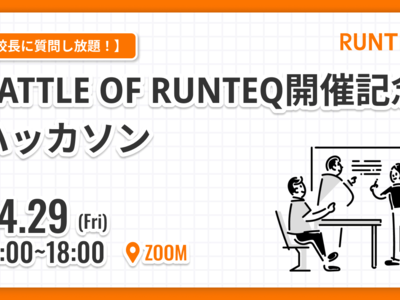 校長に質問し放題！】
RUNT
ATTLE OF RUNTEQ開催記念
ハッカソン
4.29 (Fri)
:00~18:00 ZOOM